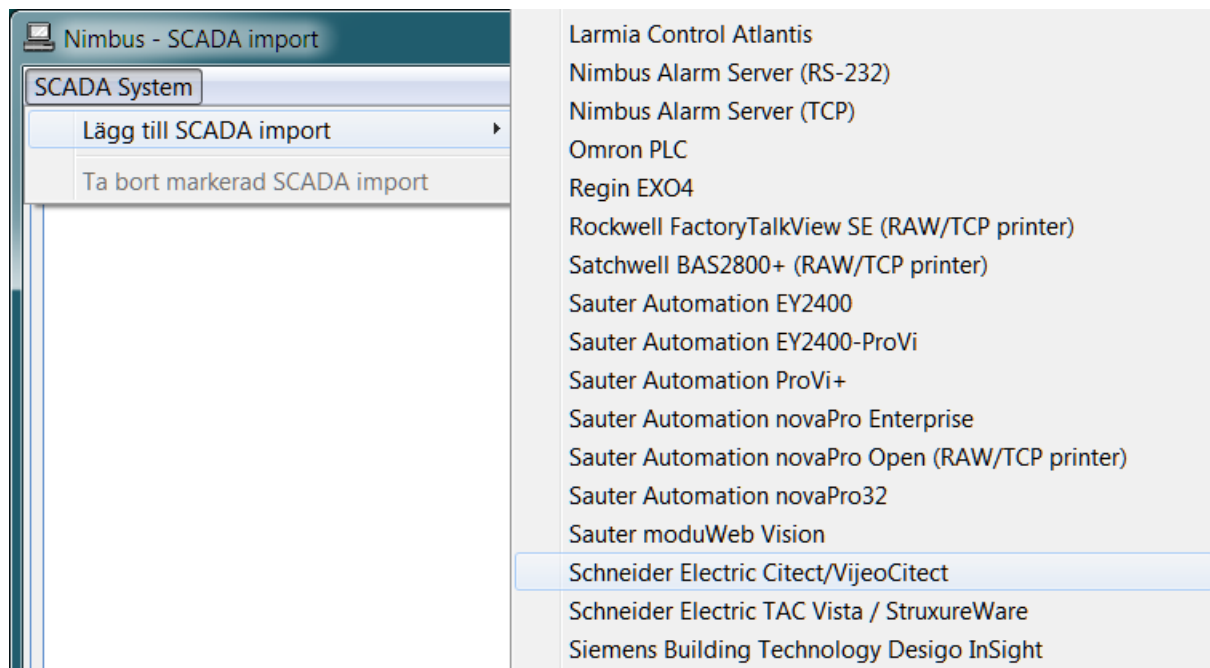 Nimbus - SCADA import
SCADA System
Lägg till SCADA import
Ta bort markerad SCADA import
Larmia Control Atlantis
Nimbus Alarm Server (RS-232)
Nimbus Alarm Server (TCP)
Omron PLC
Regin EXO4
Rockwell FactoryTalkView SE (RAW/TCP printer)
Satchwell BAS2800+ (RAW/TCP printer)
Sauter Automation EY2400
Sauter Automation EY2400-ProVi
Sauter Automation ProVi+
Sauter Automation novaPro Enterprise
Sauter Automation novaPro Open (RAW/TCP printer)
Sauter Automation novaPro32
Sauter moduWeb Vision
Schneider Electric Citect/VijeoCitect
Schneider Electric TAC Vista / StruxureWare
Siemens Building Technology Desigo InSight